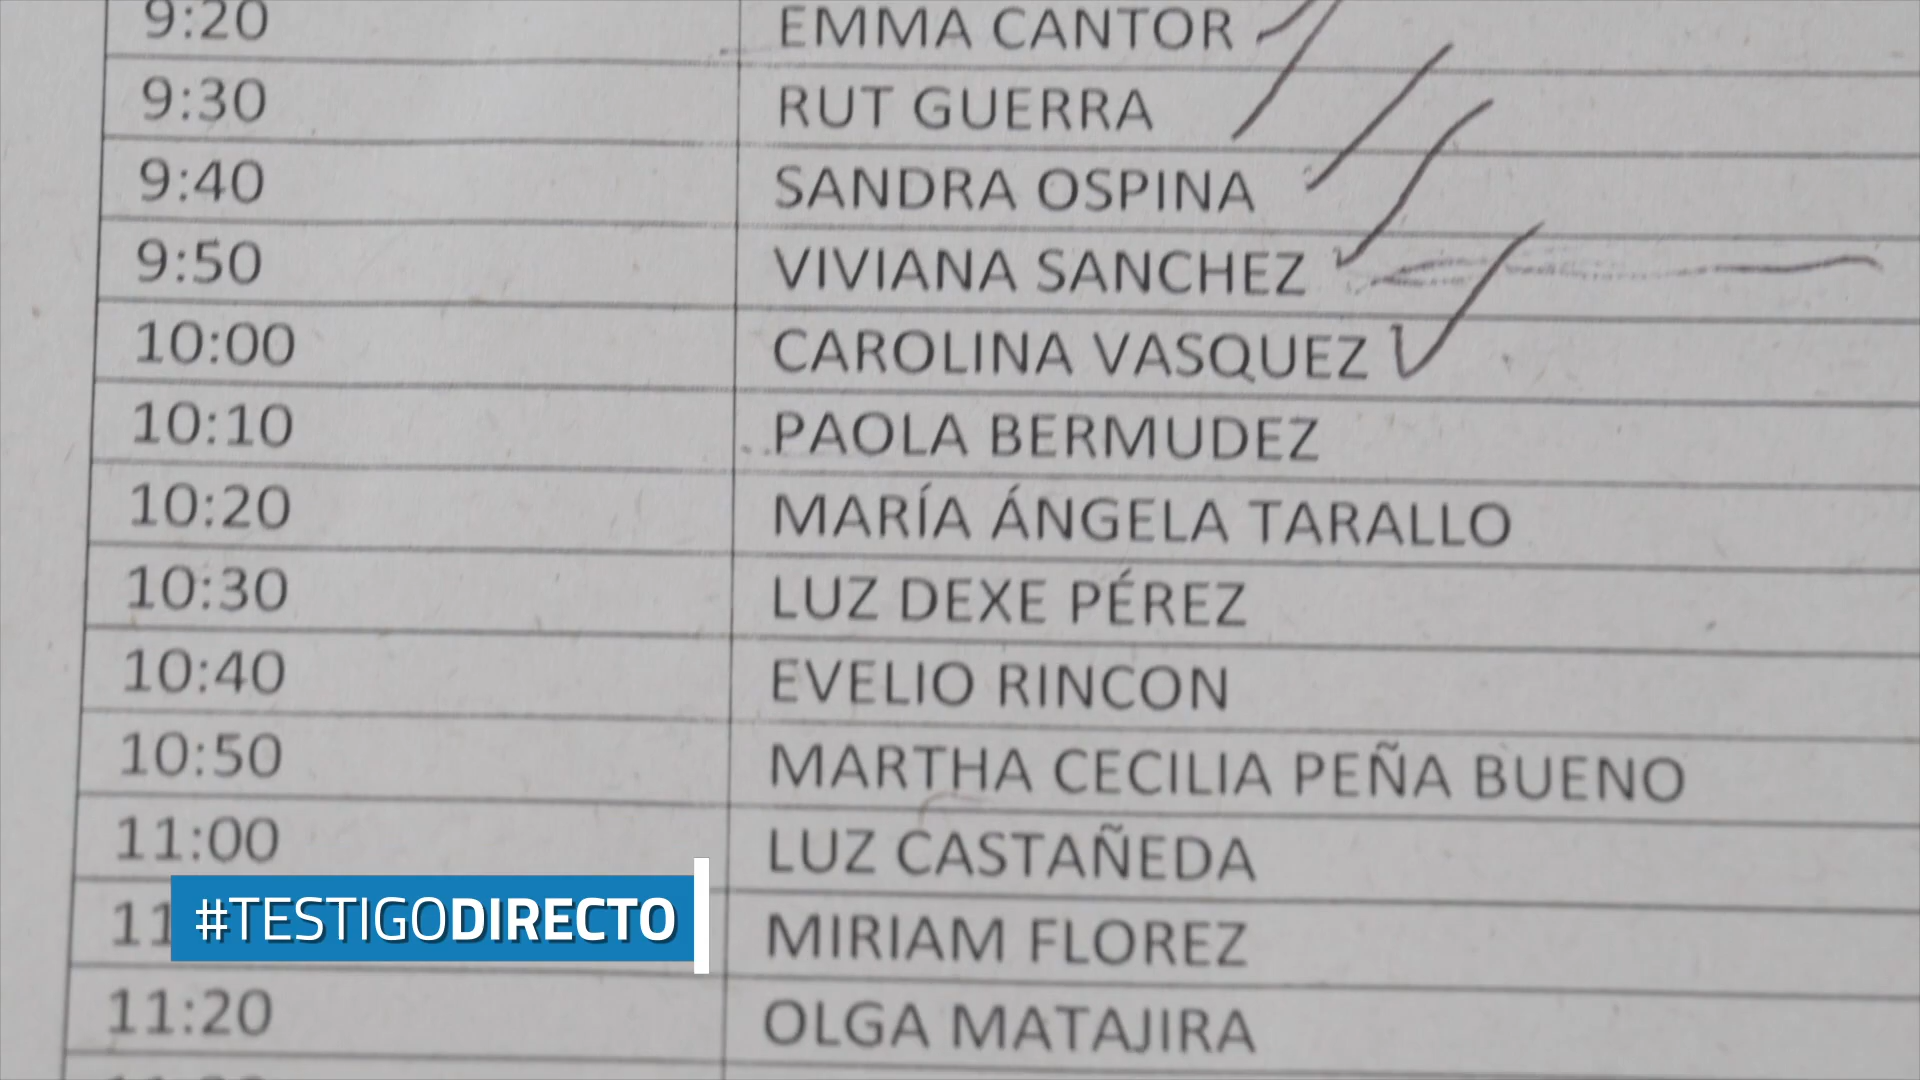 9:20 EMMA CANTOR
9:30 RUT GUERRA
9:40 SANDRA OSPINA
9:50 VIVIANA SANCHEZ
10:00 CAROLINA VASQUEZ
10:10 PAOLA BERMUDEZ
10:20 MARÍA ÁNGELA TARALLO
10:30 LUZ DEXE PÉREZ
10:40 EVELIO RINCON
10:50 MARTHA CECILIA PEÑA BUENO
11:00 LUZ CASTAÑEDA
MIRIAM FLOREZ
#TESTIGODIRECTO
11:20 OLGA MATAJIRA